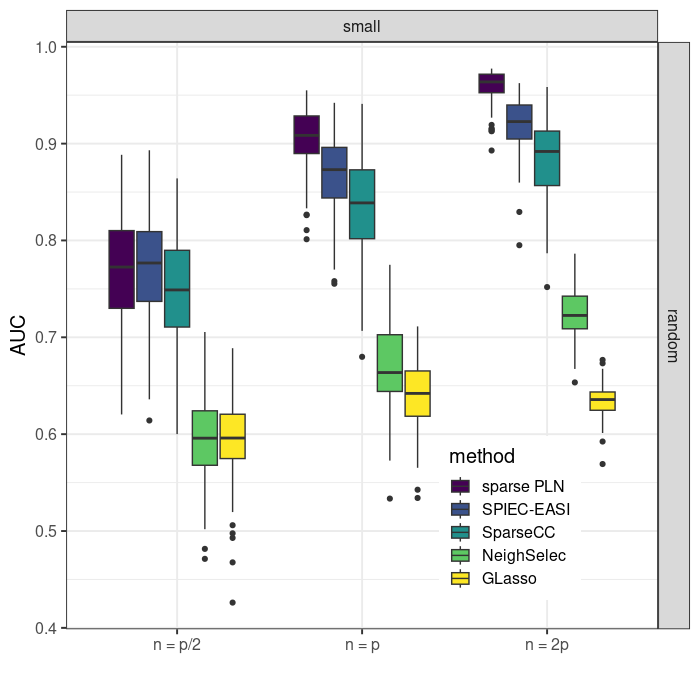 small
1.0
0.9
0.8
0.7
0.6
0.5
0.4
AUC
random
method
sparse PLN
SPIEC-EASI
SparseCC
NeighSelec
GLasso
n = p/2
n = p
n = 2p